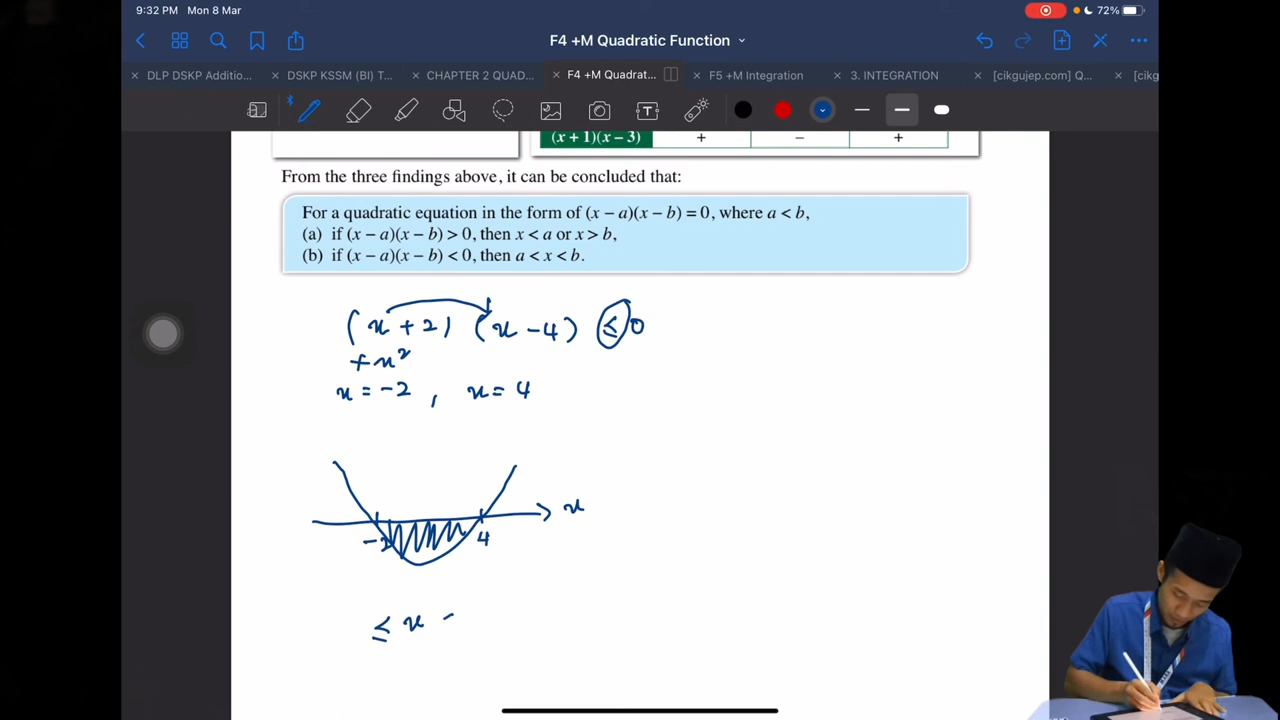 9:32 PM Mon 8 Mar
72%
F4 +M Quadratic Function
DLP DSKP Additio...
DSKP KSSM (BI) T...
CHAPTER 2 QUAD...
F4 +M Quadrat...
F5 +M Integration
3. INTEGRATION
[cikgujep.com] Q...
[cikg
(x + 1)(x – 3) + – +
From the three findings above, it can be concluded that:
For a quadratic equation in the form of (x – a)(x – b) = 0, where a < b,
(a) if (x – a)(x – b) > 0, then x < a or x > b,
(b) if (x – a)(x – b) < 0, then a < x < b.
(x + 2) (x - 4) ≤ 0
+x²
x = -2 , x = 4
x
-2 4
≤ x -